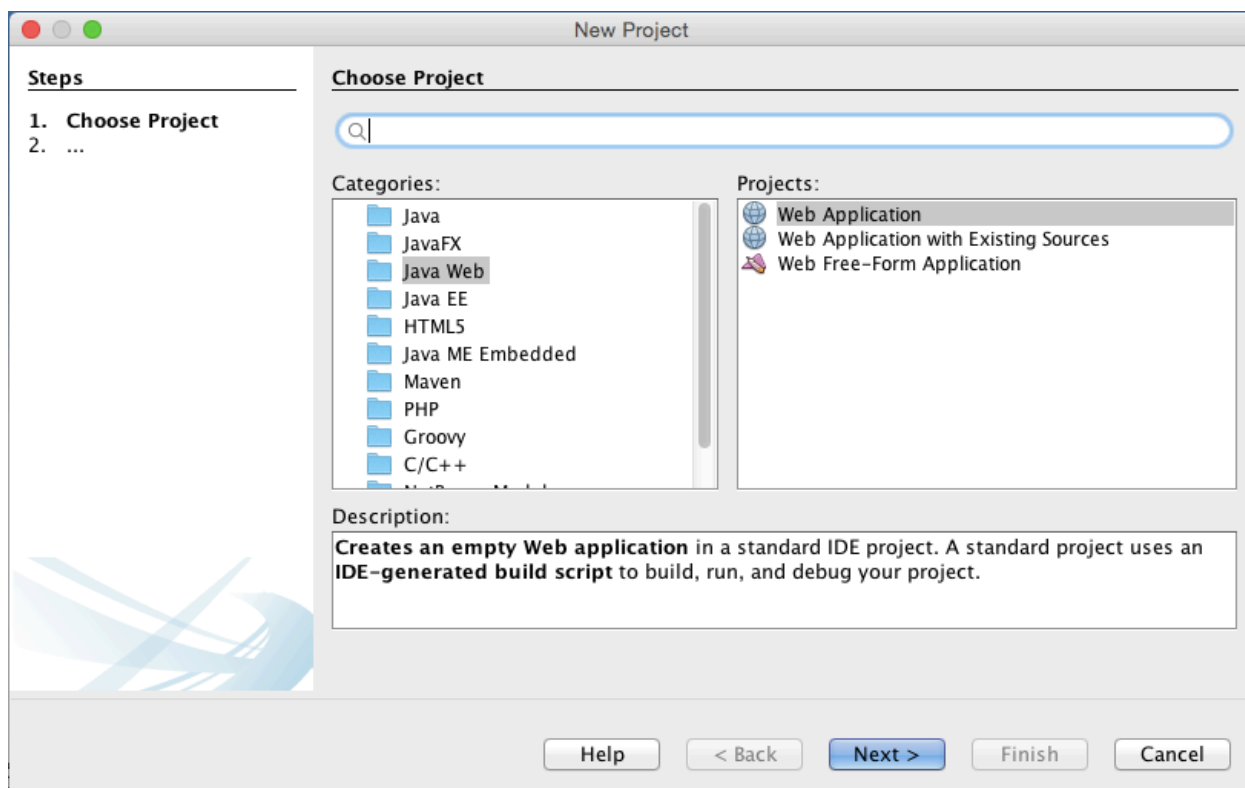 New Project
Steps
1. Choose Project
2. ...
Choose Project
Categories:
Java
JavaFX
Java Web
Java EE
HTML5
Java ME Embedded
Maven
PHP
Groovy
C/C++
Projects:
Web Application
Web Application with Existing Sources
Web Free-Form Application
Description:
Creates an empty Web application in a standard IDE project. A standard project uses an
IDE-generated build script to build, run, and debug your project.
Help
< Back
Next >
Finish
Cancel